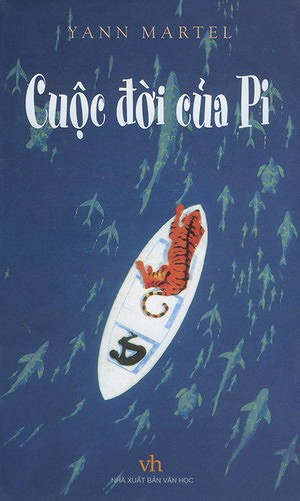 YANN MARTEL
Cuộc đời của Pi
vh
NHÀ XUẤT BẢN VĂN HỌC